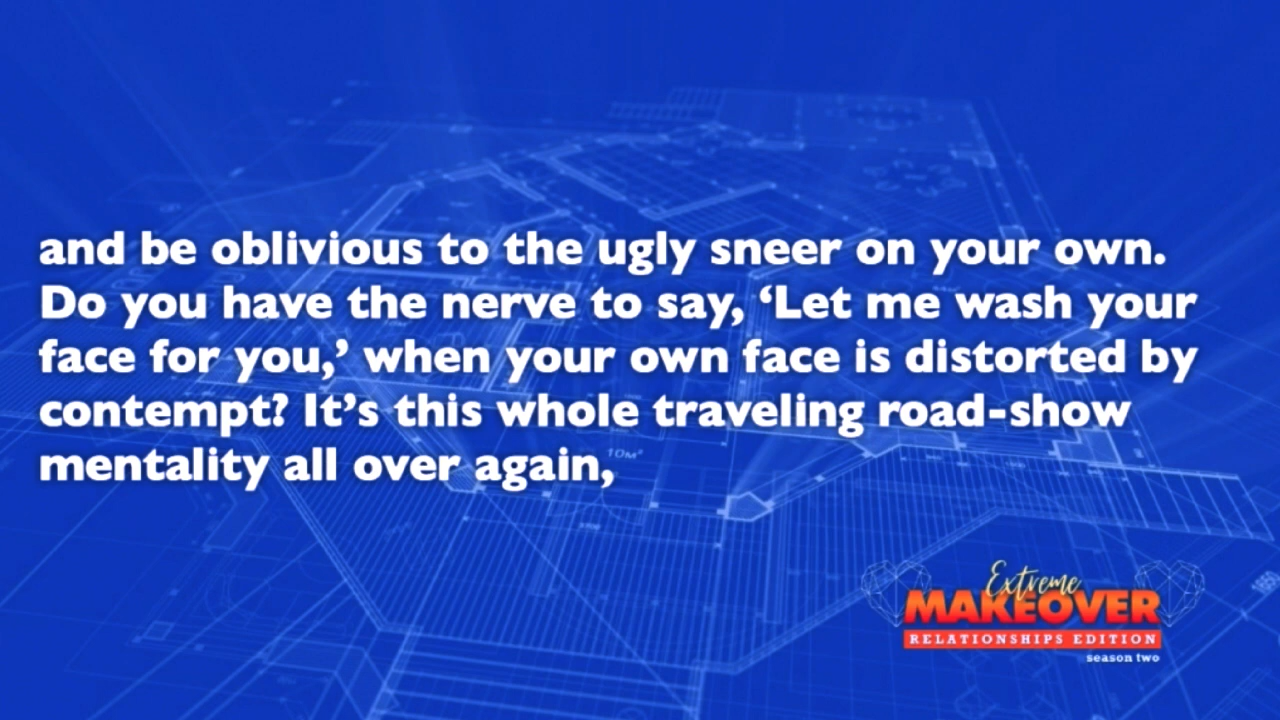 and be oblivious to the ugly sneer on your own.
Do you have the nerve to say, ‘Let me wash your
face for you,’ when your own face is distorted by
contempt? It’s this whole traveling road-show
mentality all over again,
10M²
Extreme
MAKEOVER
RELATIONSHIPS EDITION
season two